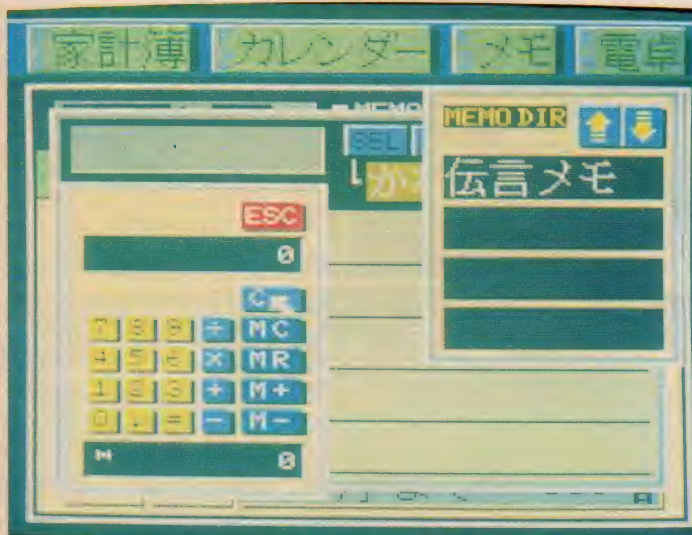 家計簿 カレンダー メモ 電卓
MEMO
MEMO DIR
SEL
伝言メモ
ESC
0
C
7 8 9 ÷ MC
4 5 6 × MR
1 2 3 + M+
0 . = - M-
M 0